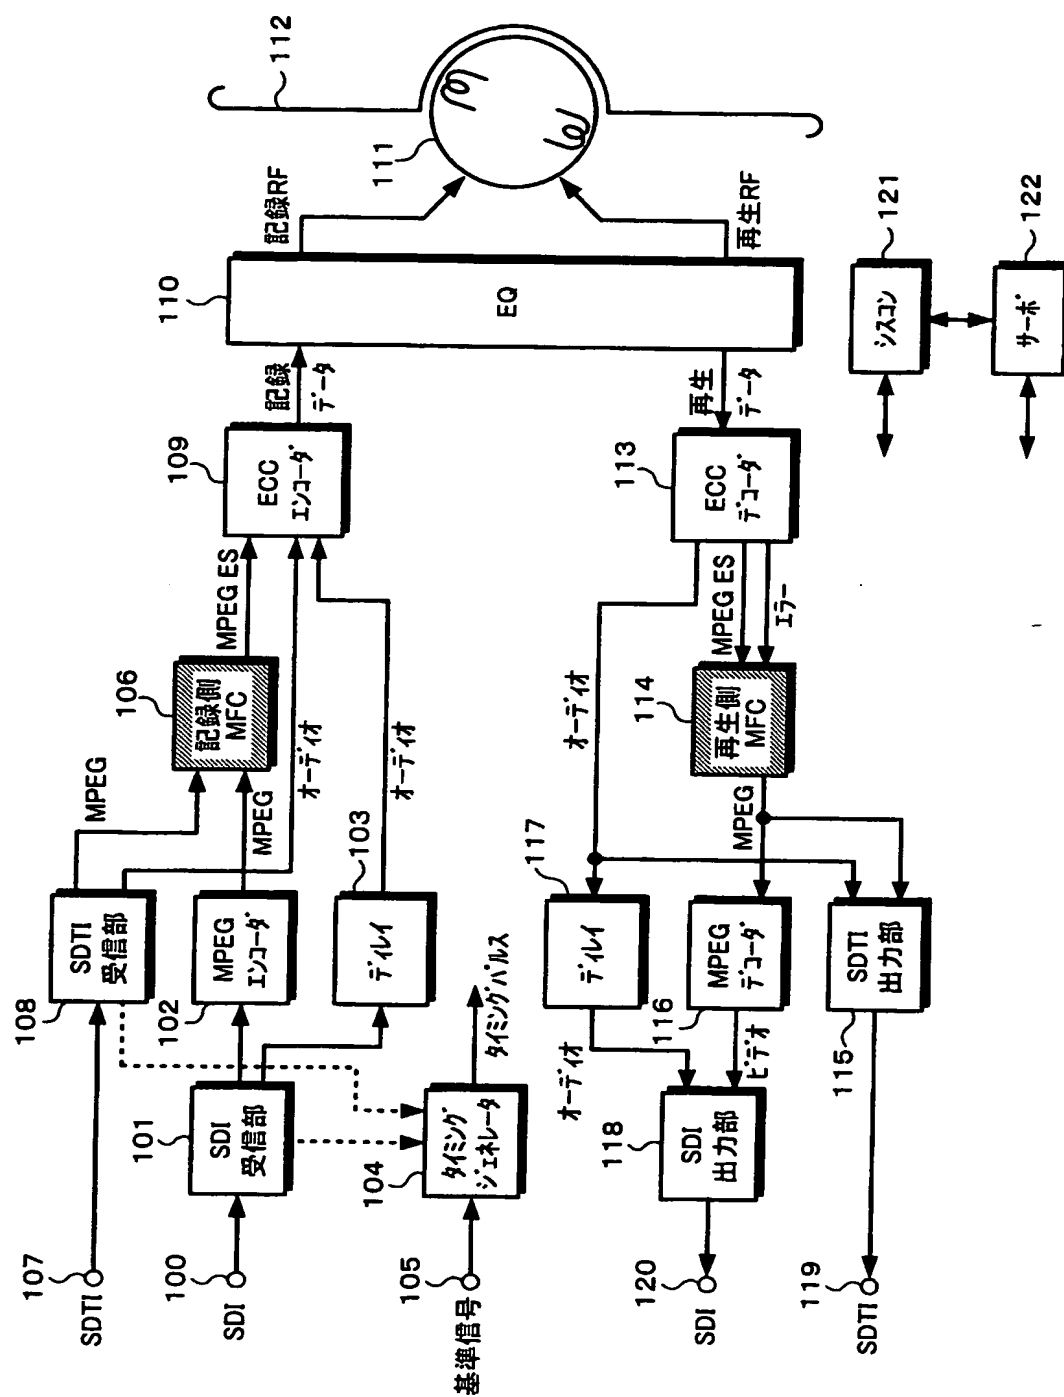 107
SDTI
108
SDTI
受信部
MPEG
106
記録側
MFC
MPEG ES
109
ECC
エンコーダ
記録
データ
110
EQ
記録RF
111
112
100
SDI
101
SDI
受信部
102
MPEG
エンコーダ
MPEG
オーディオ
103
ディレイ
オーディオ
105
基準信号
104
タイミング
ジェネレータ
タイミングパルス
再生RF
再生
データ
113
ECC
デコーダ
オーディオ
MPEG ES
エラー
114
再生側
MFC
MPEG
117
ディレイ
オーディオ
116
MPEG
デコーダ
ビデオ
118
SDI
出力部
120
SDI
115
SDTI
出力部
119
SDTI
121
シスコン
122
サーボ